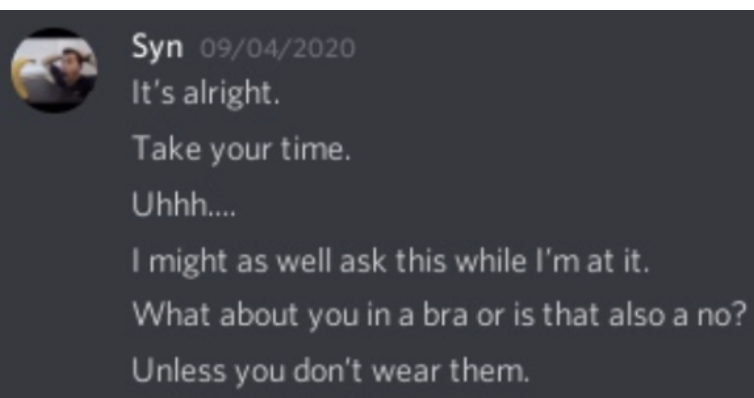 Syn 09/04/2020
It's alright.
Take your time.
Uhhh....
I might as well ask this while I'm at it.
What about you in a bra or is that also a no?
Unless you don't wear them.